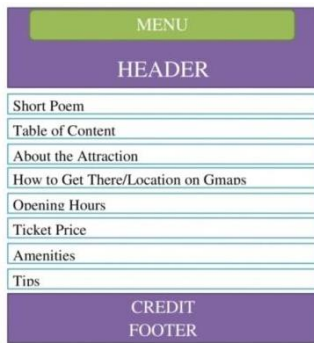 MENU
HEADER
Short Poem
Table of Content
About the Attraction
How to Get There/Location on Gmaps
Opening Hours
Ticket Price
Amenities
Tips
CREDIT
FOOTER